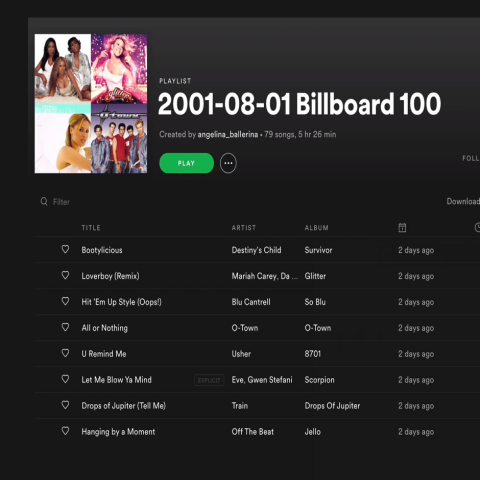 O-Town
PLAYLIST
2001-08-01 Billboard 100
Created by angelina_ballerina • 79 songs, 5 hr 26 min
PLAY
FOLL
Filter
Download
TITLE ARTIST ALBUM
Bootylicious Destiny's Child Survivor 2 days ago
Loverboy (Remix) Mariah Carey, Da ... Glitter 2 days ago
Hit 'Em Up Style (Oops!) Blu Cantrell So Blu 2 days ago
All or Nothing O-Town O-Town 2 days ago
U Remind Me Usher 8701 2 days ago
Let Me Blow Ya Mind EXPLICIT Eve, Gwen Stefani Scorpion 2 days ago
Drops of Jupiter (Tell Me) Train Drops Of Jupiter 2 days ago
Hanging by a Moment Off The Beat Jello 2 days ago